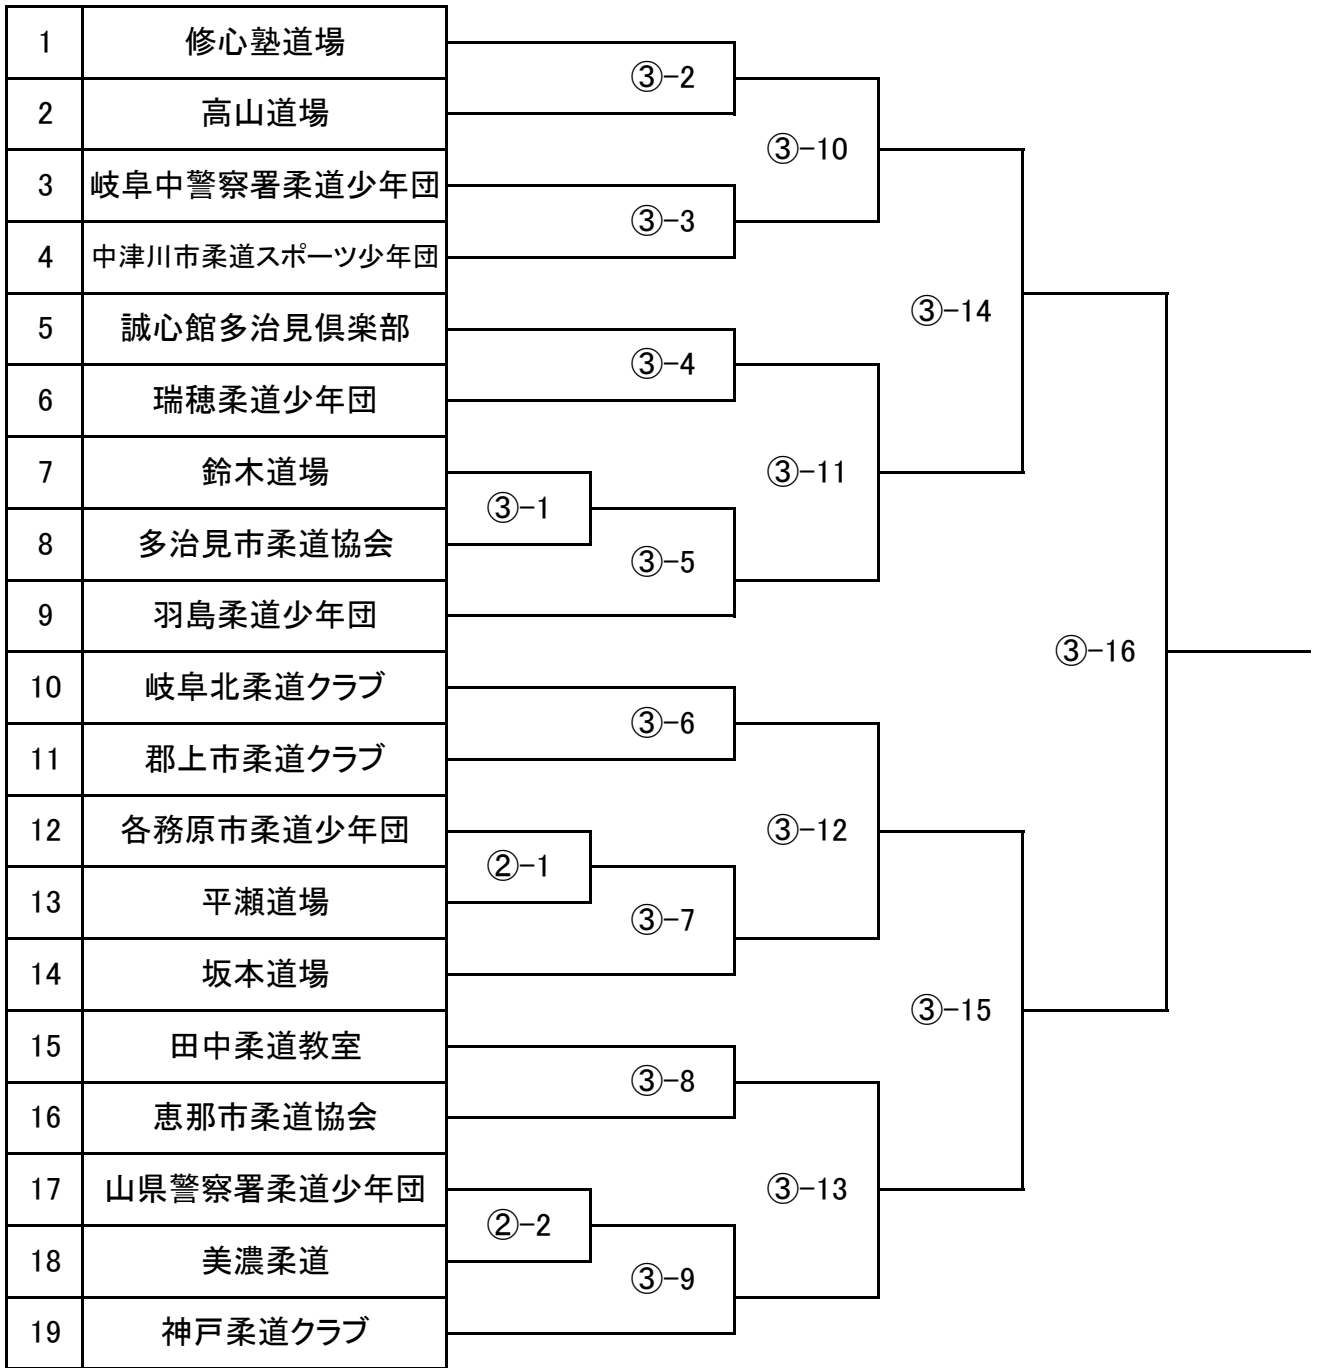 1 修心塾道場
2 高山道場
3 岐阜中警察署柔道少年団
4 中津川市柔道スポーツ少年団
5 誠心館多治見倶楽部
6 瑞穂柔道少年団
7 鈴木道場
8 多治見市柔道協会
9 羽島柔道少年団
10 岐阜北柔道クラブ
11 郡上市柔道クラブ
12 各務原市柔道少年団
13 平瀬道場
14 坂本道場
15 田中柔道教室
16 恵那市柔道協会
17 山県警察署柔道少年団
18 美濃柔道
19 神戸柔道クラブ
③-1
②-1
②-2
③-2
③-3
③-4
③-5
③-6
③-7
③-8
③-9
③-10
③-11
③-12
③-13
③-14
③-15
③-16